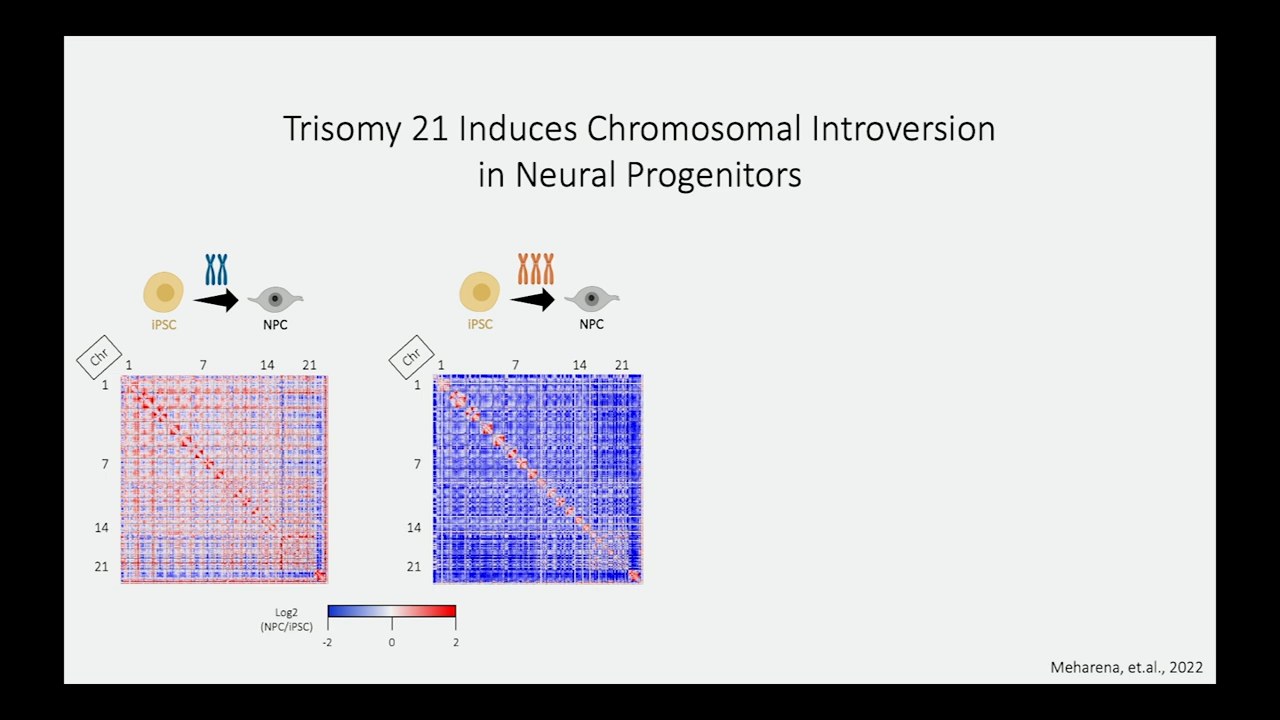 Trisomy 21 Induces Chromosomal Introversion
in Neural Progenitors
iPSC
NPC
Chr
1
7
14
21
1
7
14
21
iPSC
NPC
Chr
1
7
14
21
1
7
14
21
Log2
(NPC/iPSC)
-2
0
2
Meharena, et.al., 2022